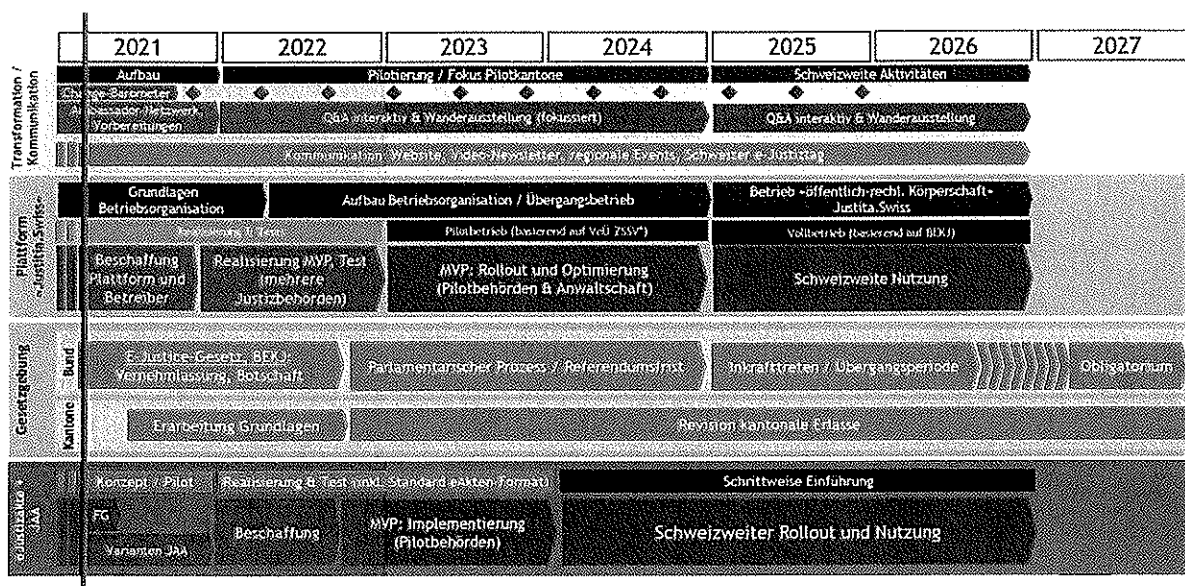 2021 2022 2023 2024 2025 2026 2027
Transformation /
Kommunikation
Aufbau
Pilotierung / Fokus Pilotkantone
Schweizweite Aktivitäten
Change-Barometer
Vorbereitungen
Q&A interaktiv & Wanderausstellung (fokussiert)
Q&A interaktiv & Wanderausstellung
Kommunikation: Website, Video-Newsletter, regionale Events, Schweizer e-Justiztag
Plattform
«Justitia.Swiss»
Grundlagen
Betriebsorganisation
Aufbau Betriebsorganisation / Übergangsbetrieb
Betrieb «öffentlich-rechtl. Körperschaft»
Justita.Swiss
Pilotbetrieb (basierend auf VeÜ ZSSV*)
Vollbetrieb (basierend auf BEKJ)
Beschaffung
Plattform und
Betreiber
Realisierung MVP, Test
(mehrere
Justizbehörden)
MVP: Rollout und Optimierung
(Pilotbehörden & Anwaltschaft)
Schweizweite Nutzung
Gesetzgebung
Bund
E-Justice-Gesetz, BEKJ:
Vernehmlassung, Botschaft
Parlamentarischer Prozess / Referendumsfrist
Inkrafttreten / Übergangsperiode
Obligatorium
Kantone
Erarbeitung Grundlagen
Revision kantonale Erlasse
eJustizakte +
JAA
Konzept / Pilot
Realisierung & Test (inkl. Standard eAkten-Format)
Schrittweise Einführung
FG
Varianten JAA
Beschaffung
MVP: Implementierung
(Pilotbehörden)
Schweizweiter Rollout und Nutzung